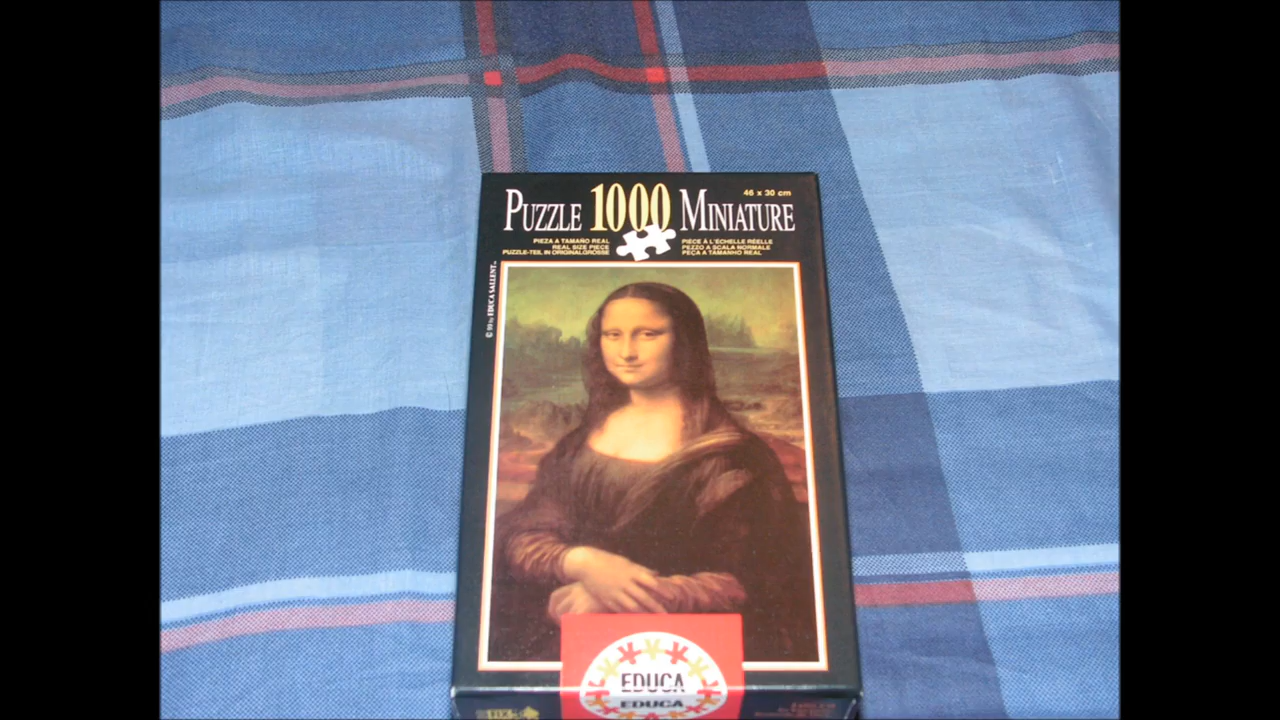 46 x 30 cm
PUZZLE 1000 MINIATURE
PIEZA A TAMAÑO REAL
REAL SIZE PIECE
PUZZLE-TEIL IN ORIGINALGRÖSSE
PIÈCE À L'ÉCHELLE RÉELLE
PEZZO A SCALA NORMALE
PEÇA A TAMANHO REAL
EDUCA SALLENT
EDUCA
EDUCA